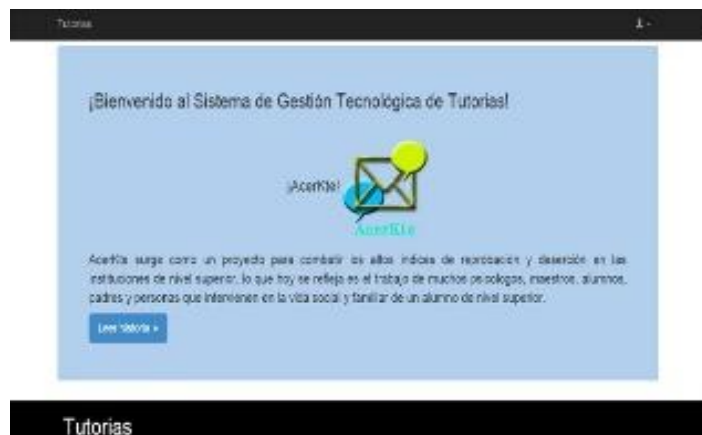 Tutorias
¡Bienvenido al Sistema de Gestión Tecnológica de Tutorias!
¡AcerKte!
AcerKte
AcerKte surge como un proyecto para combatir los altos indices de reprobación y deserción en las
instituciones de nivel superior, lo que hoy se refleja es el trabajo de muchos psicologos, maestros, alumnos,
padres y personas que intervienen en la vida social y familiar de un alumno de nivel superior.
Leer historia »
Tutorias